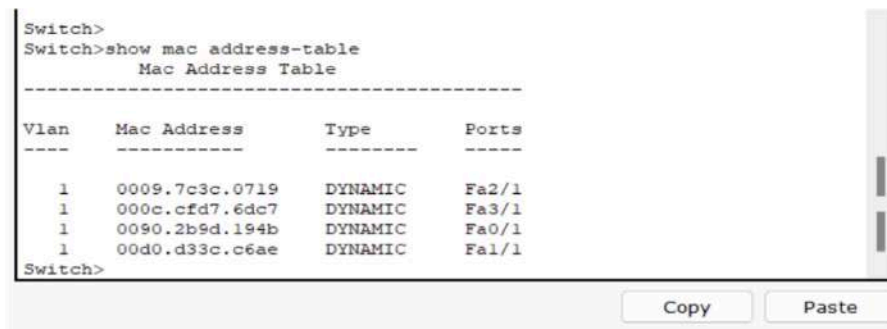 Switch>
Switch>show mac address-table
Mac Address Table
-------------------------------------------
Vlan    Mac Address       Type        Ports
----    -----------       --------    -----
1    0009.7c3c.0719    DYNAMIC     Fa2/1
1    000c.cfd7.6dc7    DYNAMIC     Fa3/1
1    0090.2b9d.194b    DYNAMIC     Fa0/1
1    00d0.d33c.c6ae    DYNAMIC     Fa1/1
Switch>
Copy    Paste